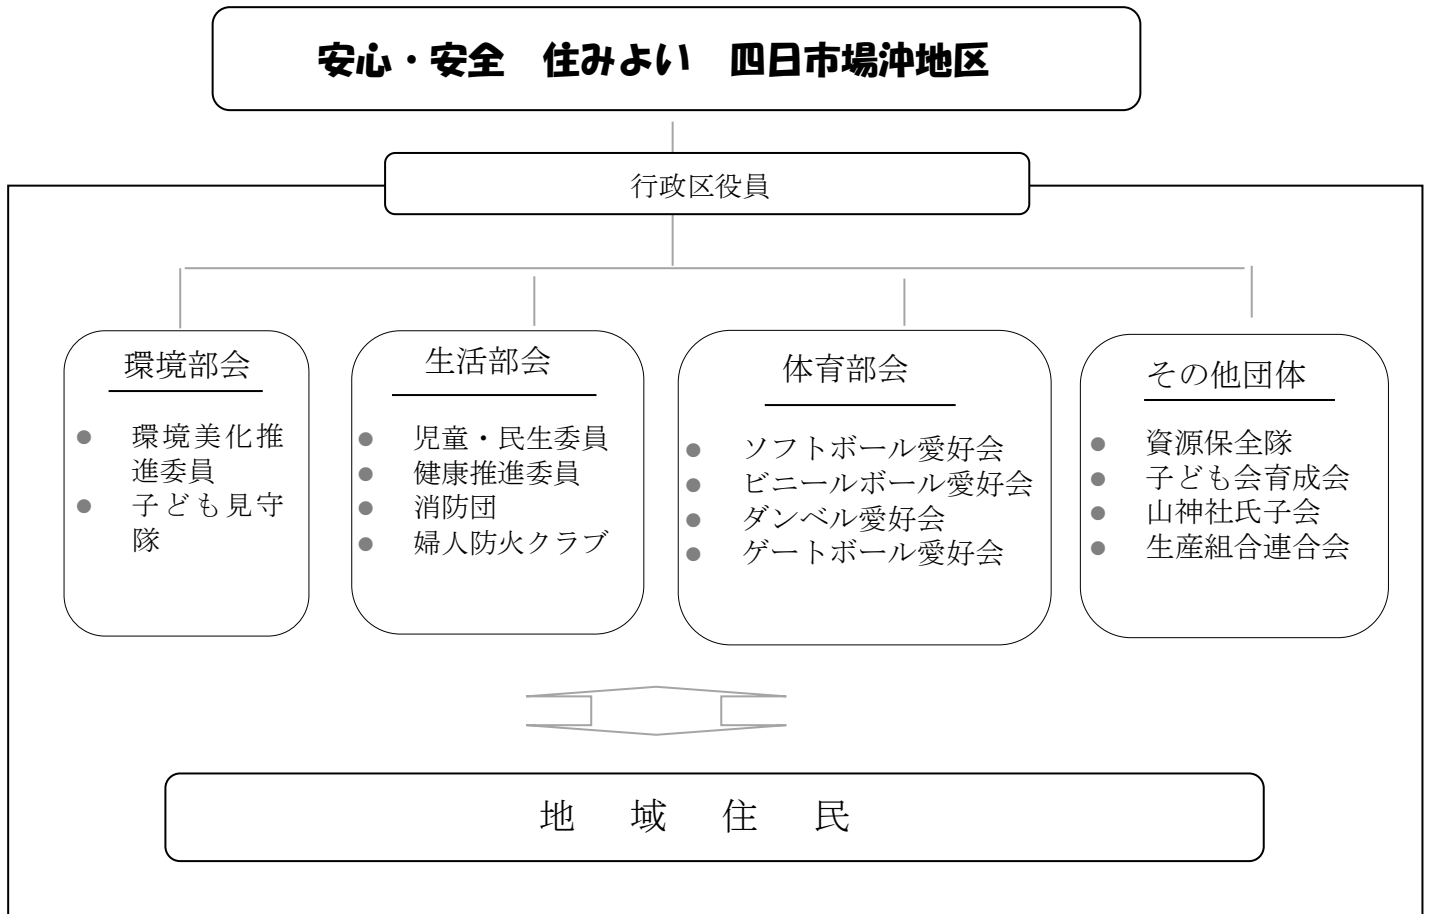 安心・安全　住みよい　四日市場沖地区
行政区役員
環境部会
環境美化推
進委員
子ども見守
隊
生活部会
児童・民生委員
健康推進委員
消防団
婦人防火クラブ
体育部会
ソフトボール愛好会
ビニールボール愛好会
ダンベル愛好会
ゲートボール愛好会
その他団体
資源保全隊
子ども会育成会
山神社氏子会
生産組合連合会
地　域　住　民